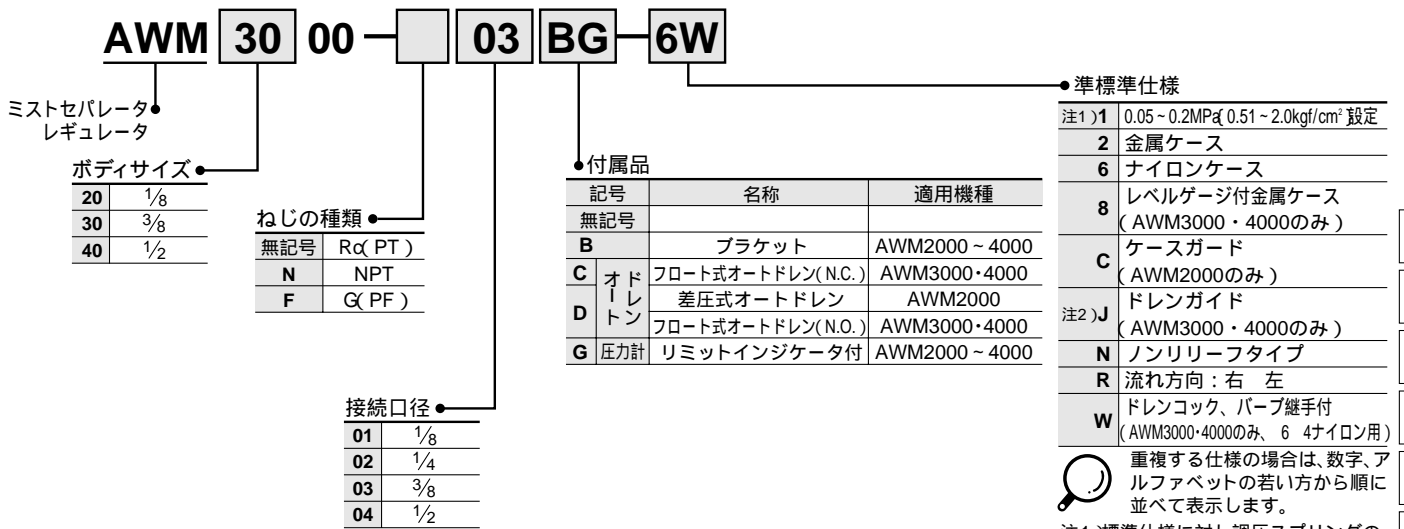 AWM 30 00 — 03 BG — 6W
ミストセパレータ
レギュレータ
ボディサイズ
20 1/8
30 3/8
40 1/2
ねじの種類
無記号 Rc(PT)
N NPT
F G(PF)
接続口径
01 1/8
02 1/4
03 3/8
04 1/2
付属品
記号 名称 適用機種
無記号
B ブラケット AWM2000~4000
オートドレン
C フロート式オートドレン(N.C.) AWM3000・4000
D 差圧式オートドレン AWM2000
フロート式オートドレン(N.O.) AWM3000・4000
G 圧力計 リミットインジケータ付 AWM2000~4000
準標準仕様
注1)1 0.05~0.2MPa{0.51~2.0kgf/cm²}設定
2 金属ケース
6 ナイロンケース
8 レベルゲージ付金属ケース
(AWM3000・4000のみ)
C ケースガード
(AWM2000のみ)
注2)J ドレンガイド
(AWM3000・4000のみ)
N ノンリリーフタイプ
R 流れ方向:右 左
W ドレンコック、バーブ継手付
(AWM3000・4000のみ、 6 4ナイロン用)
重複する仕様の場合は、数字、ア
ルファベットの若い方から順に
並べて表示します。